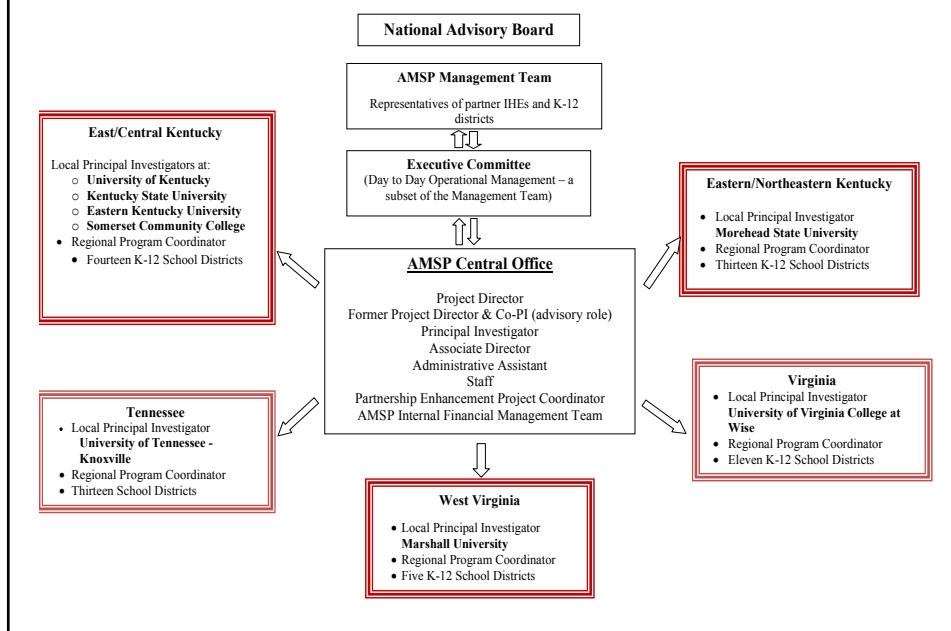 National Advisory Board
AMSP Management Team
Representatives of partner IHEs and K-12
districts
Executive Committee
(Day to Day Operational Management – a
subset of the Management Team)
AMSP Central Office
Project Director
Former Project Director & Co-PI (advisory role)
Principal Investigator
Associate Director
Administrative Assistant
Staff
Partnership Enhancement Project Coordinator
AMSP Internal Financial Management Team
East/Central Kentucky
Local Principal Investigators at:
o University of Kentucky
o Kentucky State University
o Eastern Kentucky University
o Somerset Community College
• Regional Program Coordinator
• Fourteen K-12 School Districts
Eastern/Northeastern Kentucky
• Local Principal Investigator
Morehead State University
• Regional Program Coordinator
• Thirteen K-12 School Districts
Tennessee
• Local Principal Investigator
University of Tennessee -
Knoxville
• Regional Program Coordinator
• Thirteen School Districts
Virginia
• Local Principal Investigator
University of Virginia College at
Wise
• Regional Program Coordinator
• Eleven K-12 School Districts
West Virginia
• Local Principal Investigator
Marshall University
• Regional Program Coordinator
• Five K-12 School Districts